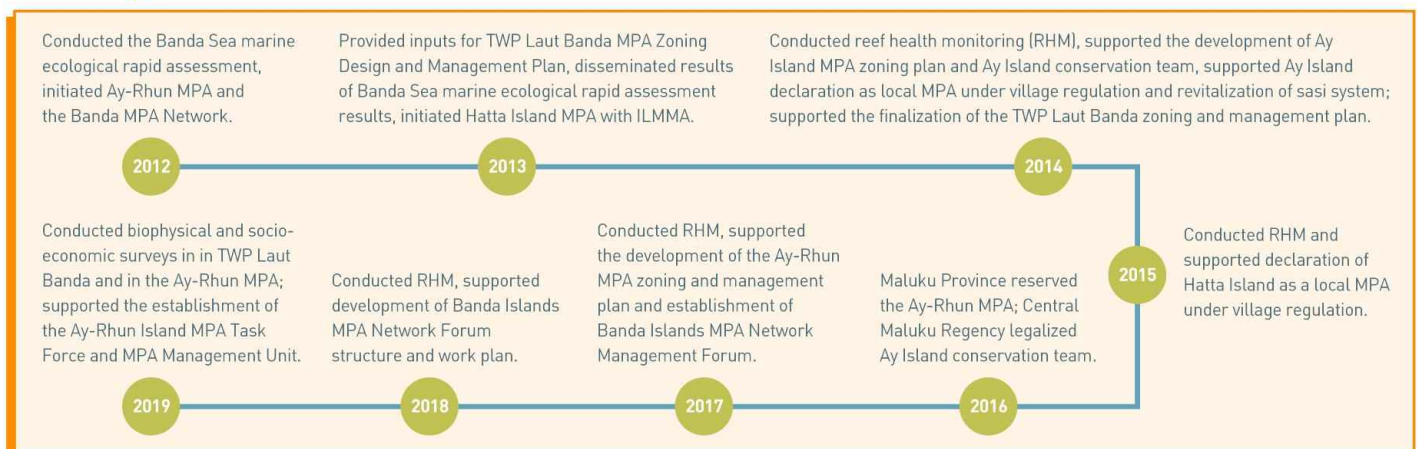 Conducted the Banda Sea marine
ecological rapid assessment,
initiated Ay-Rhun MPA and
the Banda MPA Network.
2012
Provided inputs for TWP Laut Banda MPA Zoning
Design and Management Plan, disseminated results
of Banda Sea marine ecological rapid assessment
results, initiated Hatta Island MPA with ILMMA.
2013
Conducted reef health monitoring (RHM), supported the development of Ay
Island MPA zoning plan and Ay Island conservation team, supported Ay Island
declaration as local MPA under village regulation and revitalization of sasi system;
supported the finalization of the TWP Laut Banda zoning and management plan.
2014
Conducted RHM and
supported declaration of
Hatta Island as a local MPA
under village regulation.
2015
Maluku Province reserved
the Ay-Rhun MPA; Central
Maluku Regency legalized
Ay Island conservation team.
2016
Conducted RHM, supported
the development of the Ay-Rhun
MPA zoning and management
plan and establishment of
Banda Islands MPA Network
Management Forum.
2017
Conducted RHM, supported
development of Banda Islands
MPA Network Forum
structure and work plan.
2018
Conducted biophysical and socio-
economic surveys in in TWP Laut
Banda and in the Ay-Rhun MPA;
supported the establishment of
the Ay-Rhun Island MPA Task
Force and MPA Management Unit.
2019